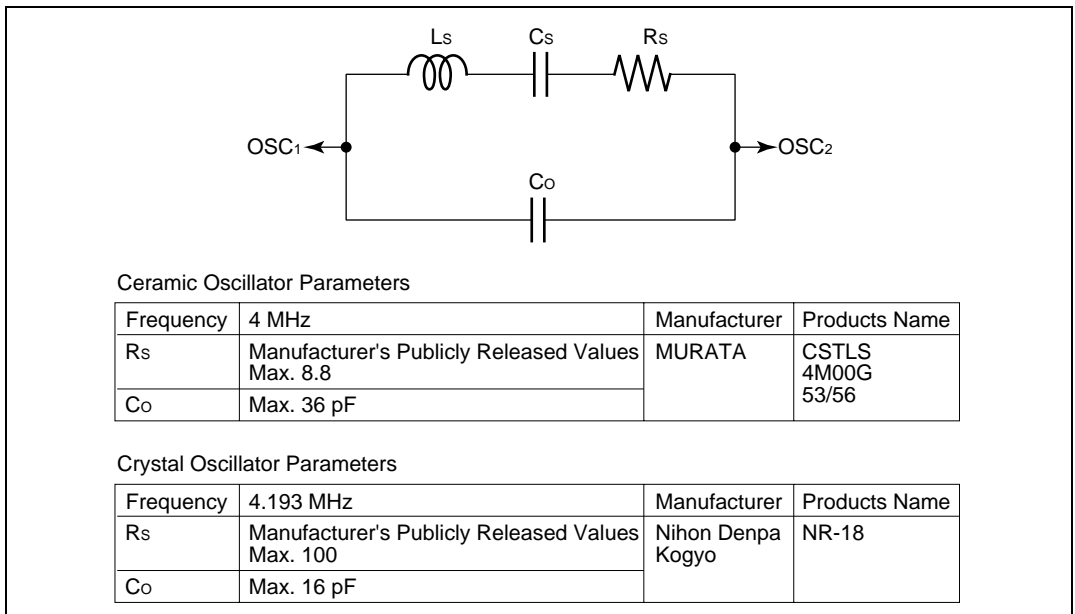 Ls Cs Rs
OSC1 OSC2
Co
Ceramic Oscillator Parameters
Frequency 4 MHz Manufacturer Products Name
Rs Manufacturer's Publicly Released Values MURATA CSTLS
Max. 8.8 4M00G
Co Max. 36 pF 53/56
Crystal Oscillator Parameters
Frequency 4.193 MHz Manufacturer Products Name
Rs Manufacturer's Publicly Released Values Nihon Denpa NR-18
Max. 100 Kogyo
Co Max. 16 pF